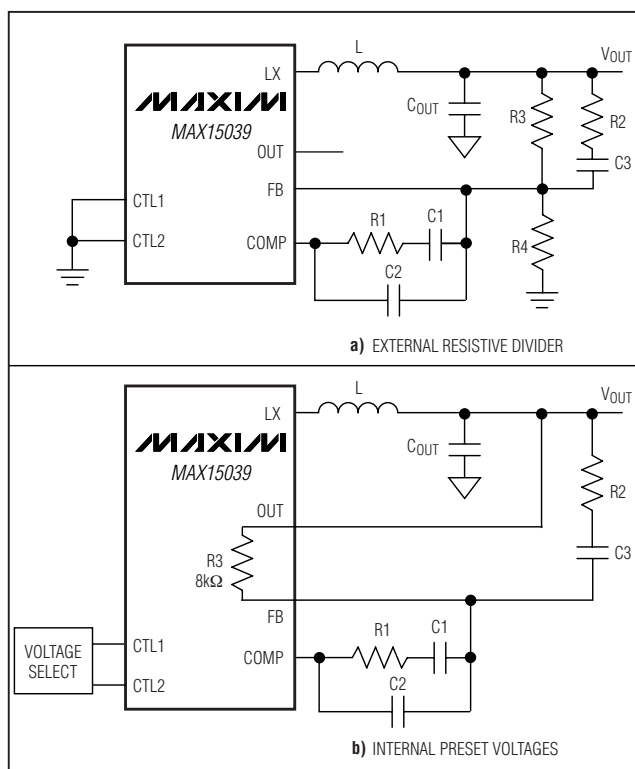 LX
L
VOUT
MAXIM
MAX15039
COUT
R3
R2
C3
OUT
FB
CTL1
CTL2
COMP
R1
C1
C2
R4
a) EXTERNAL RESISTIVE DIVIDER
LX
L
VOUT
MAXIM
MAX15039
COUT
R2
C3
OUT
R3
8kΩ
FB
VOLTAGE
SELECT
CTL1
CTL2
COMP
R1
C1
C2
b) INTERNAL PRESET VOLTAGES